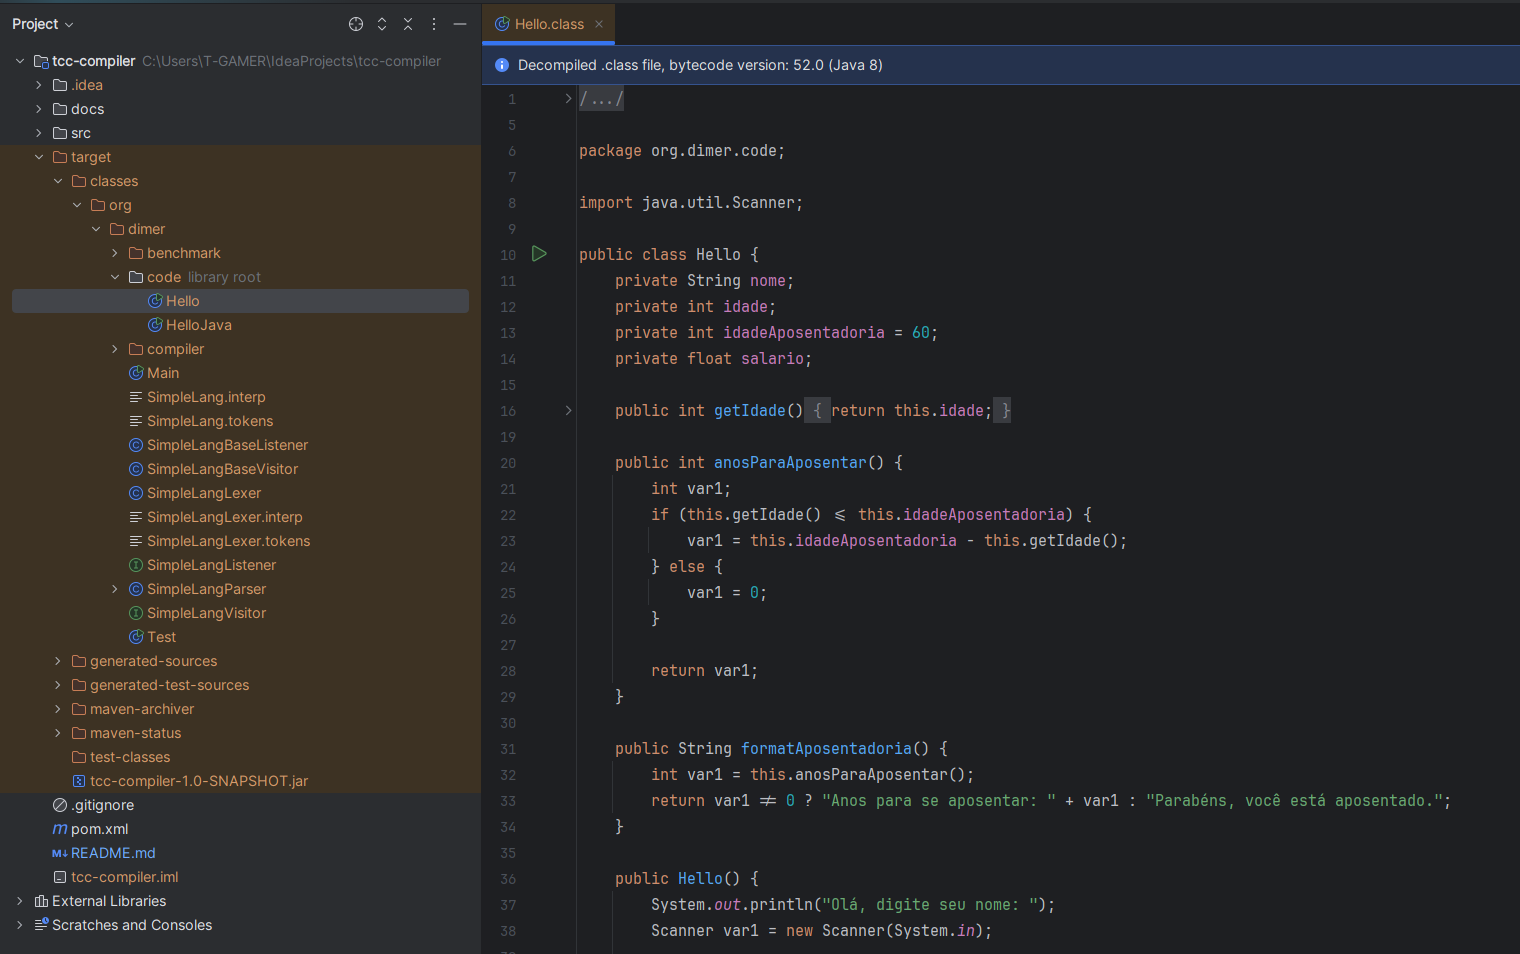 Project
tcc-compiler C:\Users\T-GAMER\IdeaProjects\tcc-compiler
.idea
docs
src
target
classes
org
dimer
benchmark
code library root
Hello
HelloJava
compiler
Main
SimpleLang.interp
SimpleLang.tokens
SimpleLangBaseListener
SimpleLangBaseVisitor
SimpleLangLexer
SimpleLangLexer.interp
SimpleLangLexer.tokens
SimpleLangListener
SimpleLangParser
SimpleLangVisitor
Test
generated-sources
generated-test-sources
maven-archiver
maven-status
test-classes
tcc-compiler-1.0-SNAPSHOT.jar
.gitignore
pom.xml
README.md
tcc-compiler.iml
External Libraries
Scratches and Consoles
Hello.class
Decompiled .class file, bytecode version: 52.0 (Java 8)
1 /.../
5
6 package org.dimer.code;
7
8 import java.util.Scanner;
9
10 public class Hello {
11 private String nome;
12 private int idade;
13 private int idadeAposentadoria = 60;
14 private float salario;
15
16 public int getIdade() { return this.idade; }
19
20 public int anosParaAposentar() {
21 int var1;
22 if (this.getIdade() <= this.idadeAposentadoria) {
23 var1 = this.idadeAposentadoria - this.getIdade();
24 } else {
25 var1 = 0;
26 }
27
28 return var1;
29 }
30
31 public String formatAposentadoria() {
32 int var1 = this.anosParaAposentar();
33 return var1 != 0 ? "Anos para se aposentar: " + var1 : "Parabéns, você está aposentado.";
34 }
35
36 public Hello() {
37 System.out.println("Olá, digite seu nome: ");
38 Scanner var1 = new Scanner(System.in);